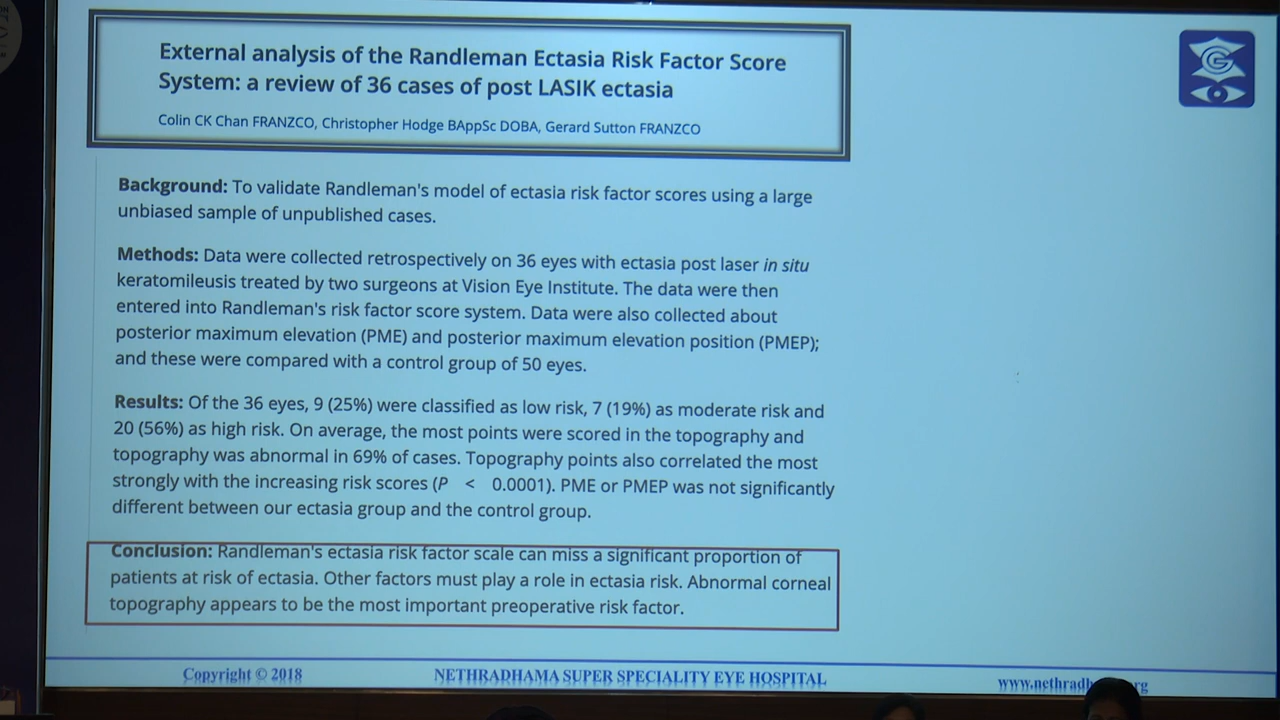 External analysis of the Randleman Ectasia Risk Factor Score
System: a review of 36 cases of post LASIK ectasia
Colin CK Chan FRANZCO, Christopher Hodge BAppSc DOBA, Gerard Sutton FRANZCO
Background: To validate Randleman's model of ectasia risk factor scores using a large
unbiased sample of unpublished cases.
Methods: Data were collected retrospectively on 36 eyes with ectasia post laser in situ
keratomileusis treated by two surgeons at Vision Eye Institute. The data were then
entered into Randleman's risk factor score system. Data were also collected about
posterior maximum elevation (PME) and posterior maximum elevation position (PMEP);
and these were compared with a control group of 50 eyes.
Results: Of the 36 eyes, 9 (25%) were classified as low risk, 7 (19%) as moderate risk and
20 (56%) as high risk. On average, the most points were scored in the topography and
topography was abnormal in 69% of cases. Topography points also correlated the most
strongly with the increasing risk scores (P < 0.0001). PME or PMEP was not significantly
different between our ectasia group and the control group.
Conclusion: Randleman's ectasia risk factor scale can miss a significant proportion of
patients at risk of ectasia. Other factors must play a role in ectasia risk. Abnormal corneal
topography appears to be the most important preoperative risk factor.
Copyright © 2018 NETHRADHAMA SUPER SPECIALITY EYE HOSPITAL